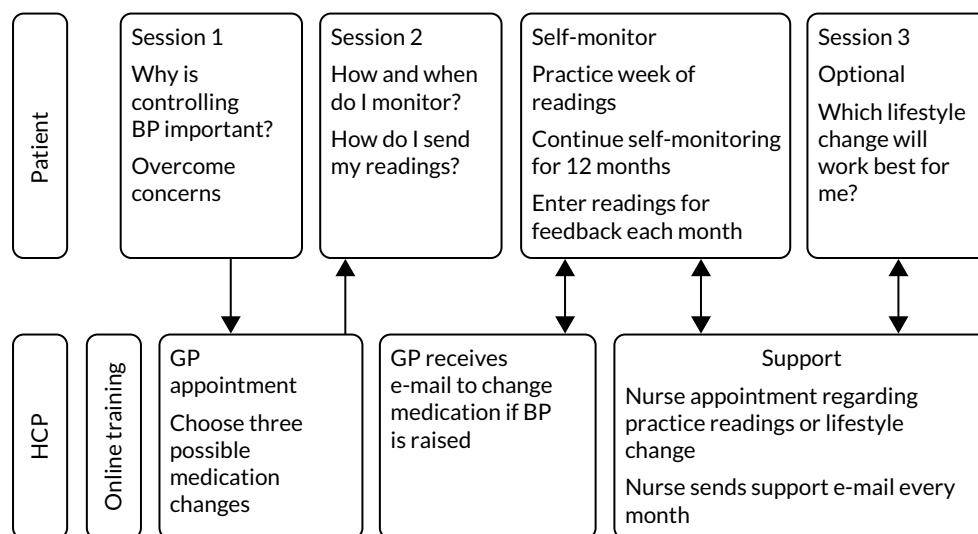 Patient
Session 1
Why is
controlling
BP important?
Overcome
concerns
Session 2
How and when
do I monitor?
How do I send
my readings?
Self-monitor
Practice week of
readings
Continue self-monitoring
for 12 months
Enter readings for
feedback each month
Session 3
Optional
Which lifestyle
change will
work best for
me?
HCP
Online training
GP
appointment
Choose three
possible
medication
changes
GP receives
e-mail to change
medication if BP
is raised
Support
Nurse appointment regarding
practice readings or lifestyle
change
Nurse sends support e-mail every
month